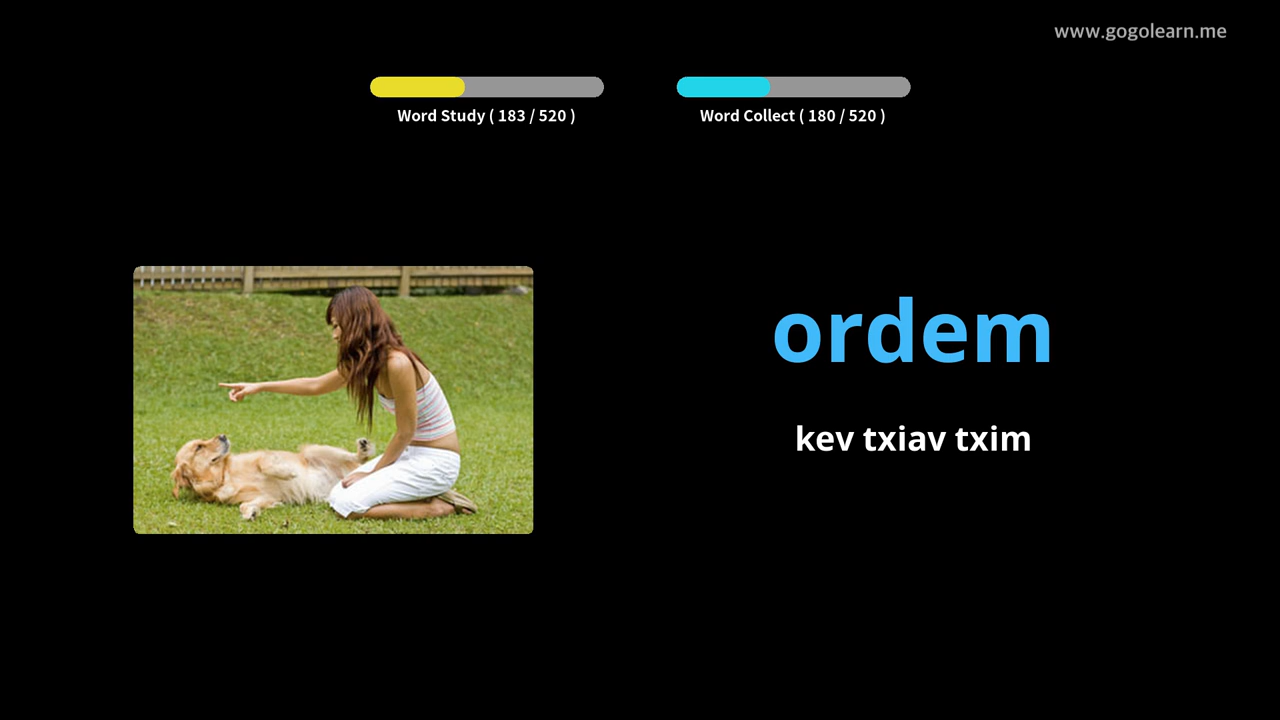 www.gogolearn.me
Word Study ( 183 / 520 )
Word Collect ( 180 / 520 )
ordem
kev txiav txim